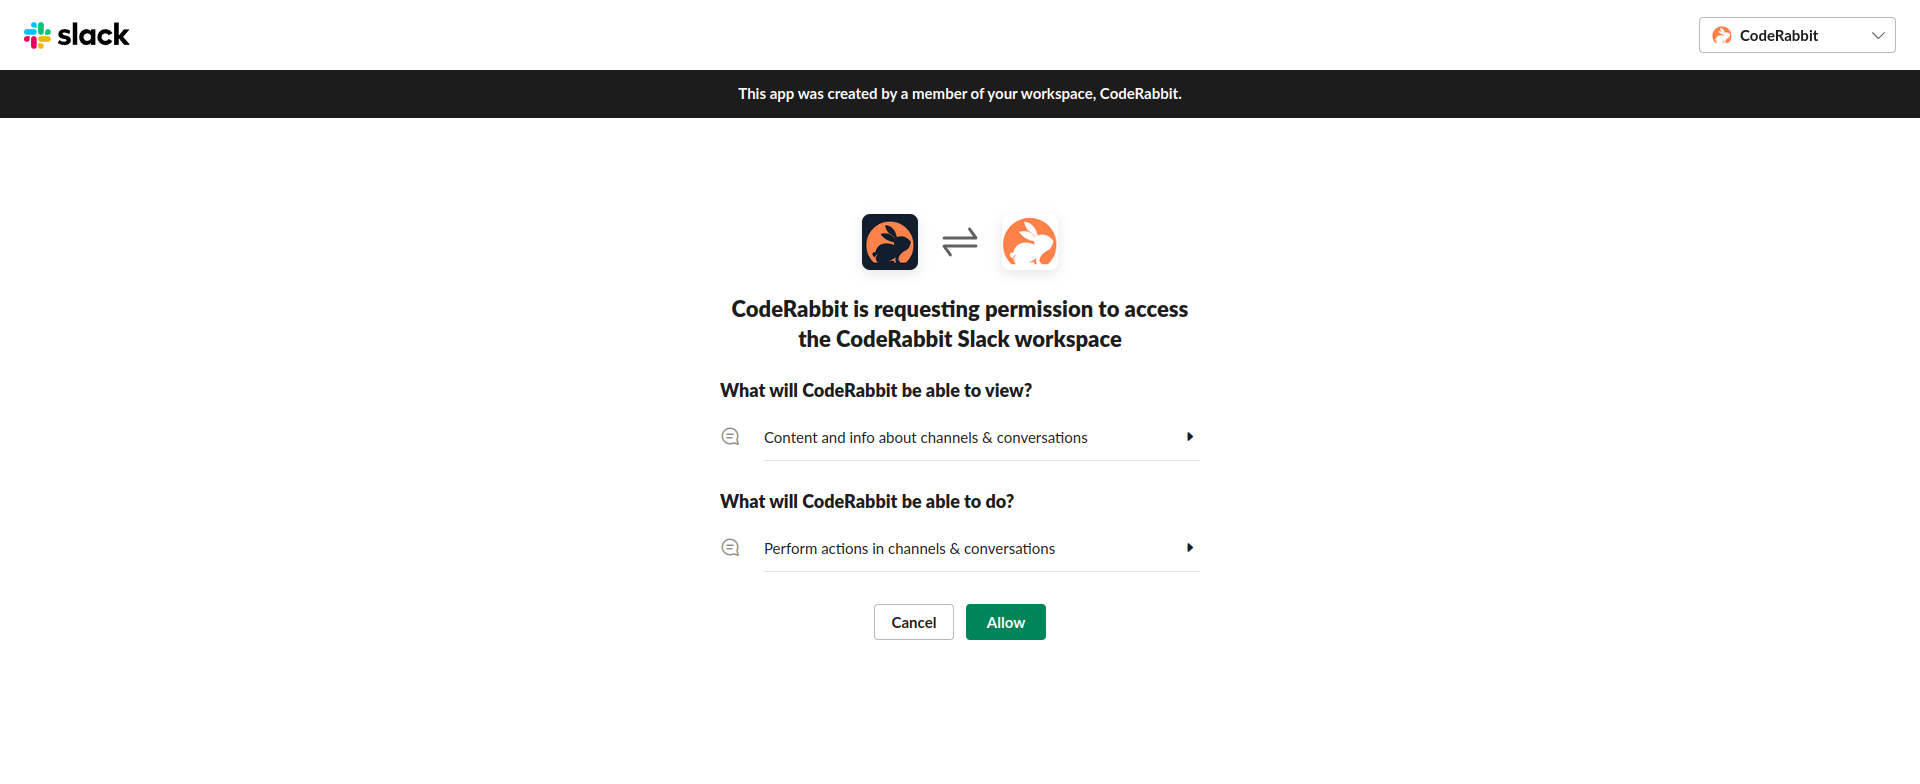 slack
CodeRabbit
This app was created by a member of your workspace, CodeRabbit.
CodeRabbit is requesting permission to access
the CodeRabbit Slack workspace
What will CodeRabbit be able to view?
Content and info about channels & conversations
What will CodeRabbit be able to do?
Perform actions in channels & conversations
Cancel
Allow